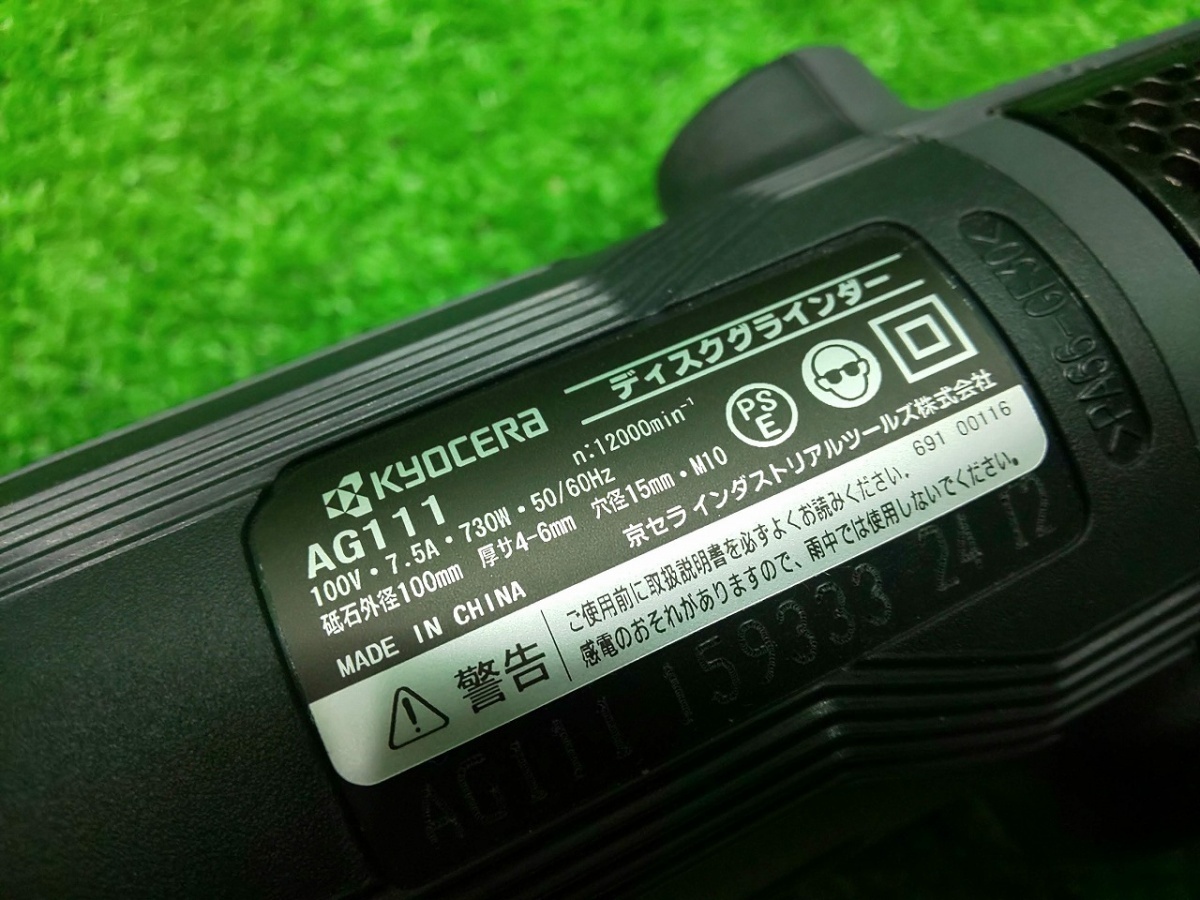 KYOCERA
ディスクグラインダー
AG111
n:12000min⁻¹
PS
E
100V・7.5A・730W・50/60Hz
砥石外径100mm 厚サ4-6mm 穴径15mm・M10
MADE IN CHINA
京セラ インダストリアルツールズ株式会社
警告
ご使用前に取扱説明書を必ずよくお読みください。 691 00116
感電のおそれがありますので、雨中では使用しないでください。
AG111 159333 24 12
>PA66-GF30<